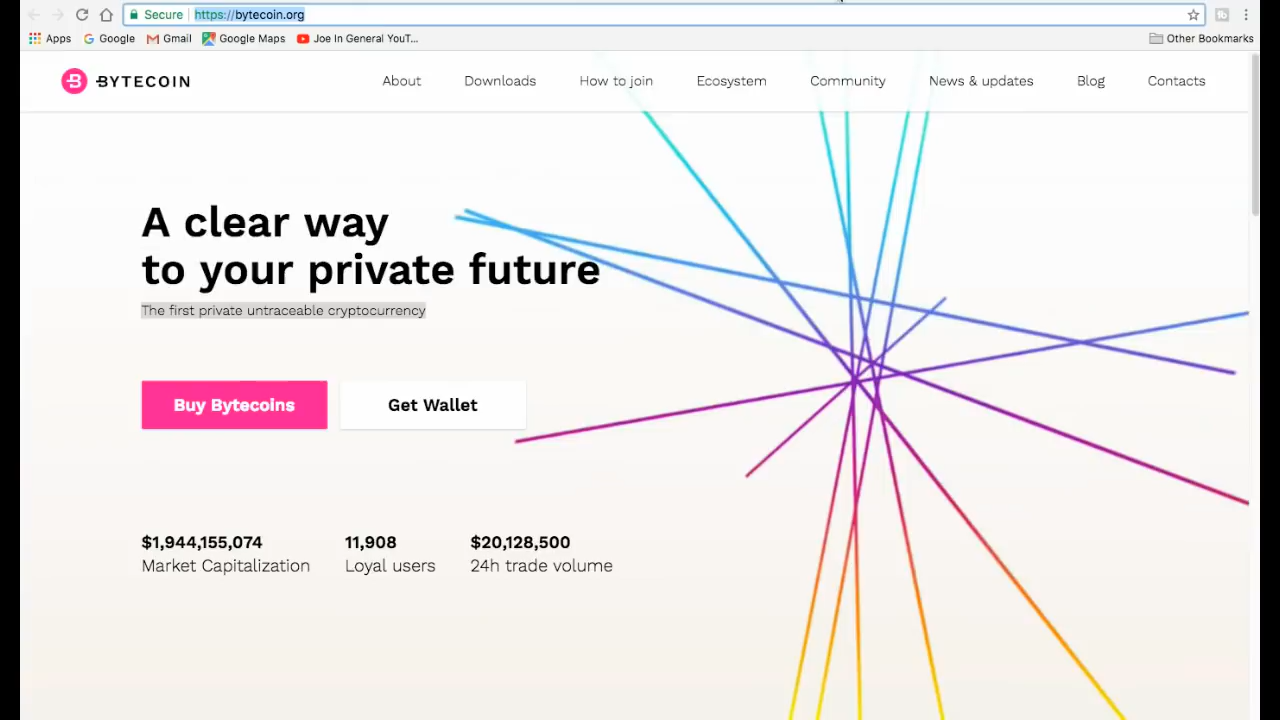 Secure https://bytecoin.org
Apps Google Gmail Google Maps Joe In General YouT... Other Bookmarks
BYTECOIN About Downloads How to join Ecosystem Community News & updates Blog Contacts
A clear way
to your private future
The first private untraceable cryptocurrency
Buy Bytecoins Get Wallet
$1,944,155,074 11,908 $20,128,500
Market Capitalization Loyal users 24h trade volume